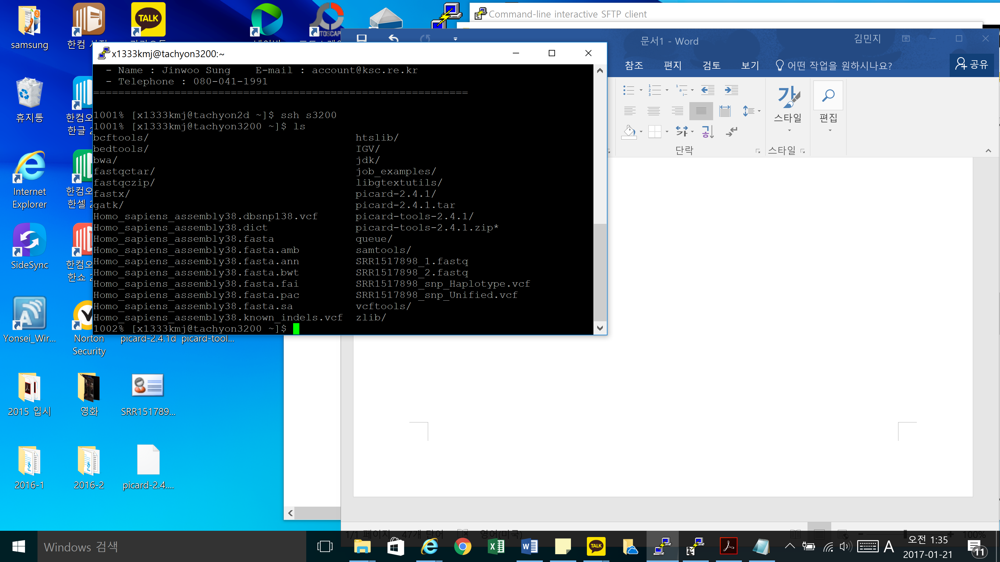 Command-line interactive SFTP client
문서1 - Word
김민지
참조 편지 검토 보기 어떤 작업을 원하시나요? 공유
스타일
편집
단락
스타일
x1333kmj@tachyon3200:~
- Name : Jinwoo Sung    E-mail : account@ksc.re.kr
- Telephone : 080-041-1991
============================================================
1001% [x1333kmj@tachyon2d ~]$ ssh s3200
1001% [x1333kmj@tachyon3200 ~]$ ls
bcftools/ htslib/
bedtools/ IGV/
bwa/ jdk/
fastqctar/ job_examples/
fastqczip/ libgtextutils/
fastx/ picard-2.4.1/
gatk/ picard-2.4.1.tar
Homo_sapiens_assembly38.dbsnp138.vcf picard-tools-2.4.1/
Homo_sapiens_assembly38.dict picard-tools-2.4.1.zip*
Homo_sapiens_assembly38.fasta queue/
Homo_sapiens_assembly38.fasta.amb samtools/
Homo_sapiens_assembly38.fasta.ann SRR1517898_1.fastq
Homo_sapiens_assembly38.fasta.bwt SRR1517898_2.fastq
Homo_sapiens_assembly38.fasta.fai SRR1517898_snp_Haplotype.vcf
Homo_sapiens_assembly38.fasta.pac SRR1517898_snp_Unified.vcf
Homo_sapiens_assembly38.fasta.sa vcftools/
Homo_sapiens_assembly38.known_indels.vcf zlib/
1002% [x1333kmj@tachyon3200 ~]$
samsung
한컴
TALK
휴지통
한컴오
한글 2
Internet
Explorer
한컴오
한셀 2
SideSync
한컴오
한쇼 2
Yonsei_Wir...
Norton
Security
picard-2.4.1d
picard-tool...
2015 입시
영화
SRR151789...
2016-1
2016-2
picard-2.4....
1/1 페이지 47개 단어 영어(미국) 100%
Windows 검색
TALK
A
오전 1:35
2017-01-21
11